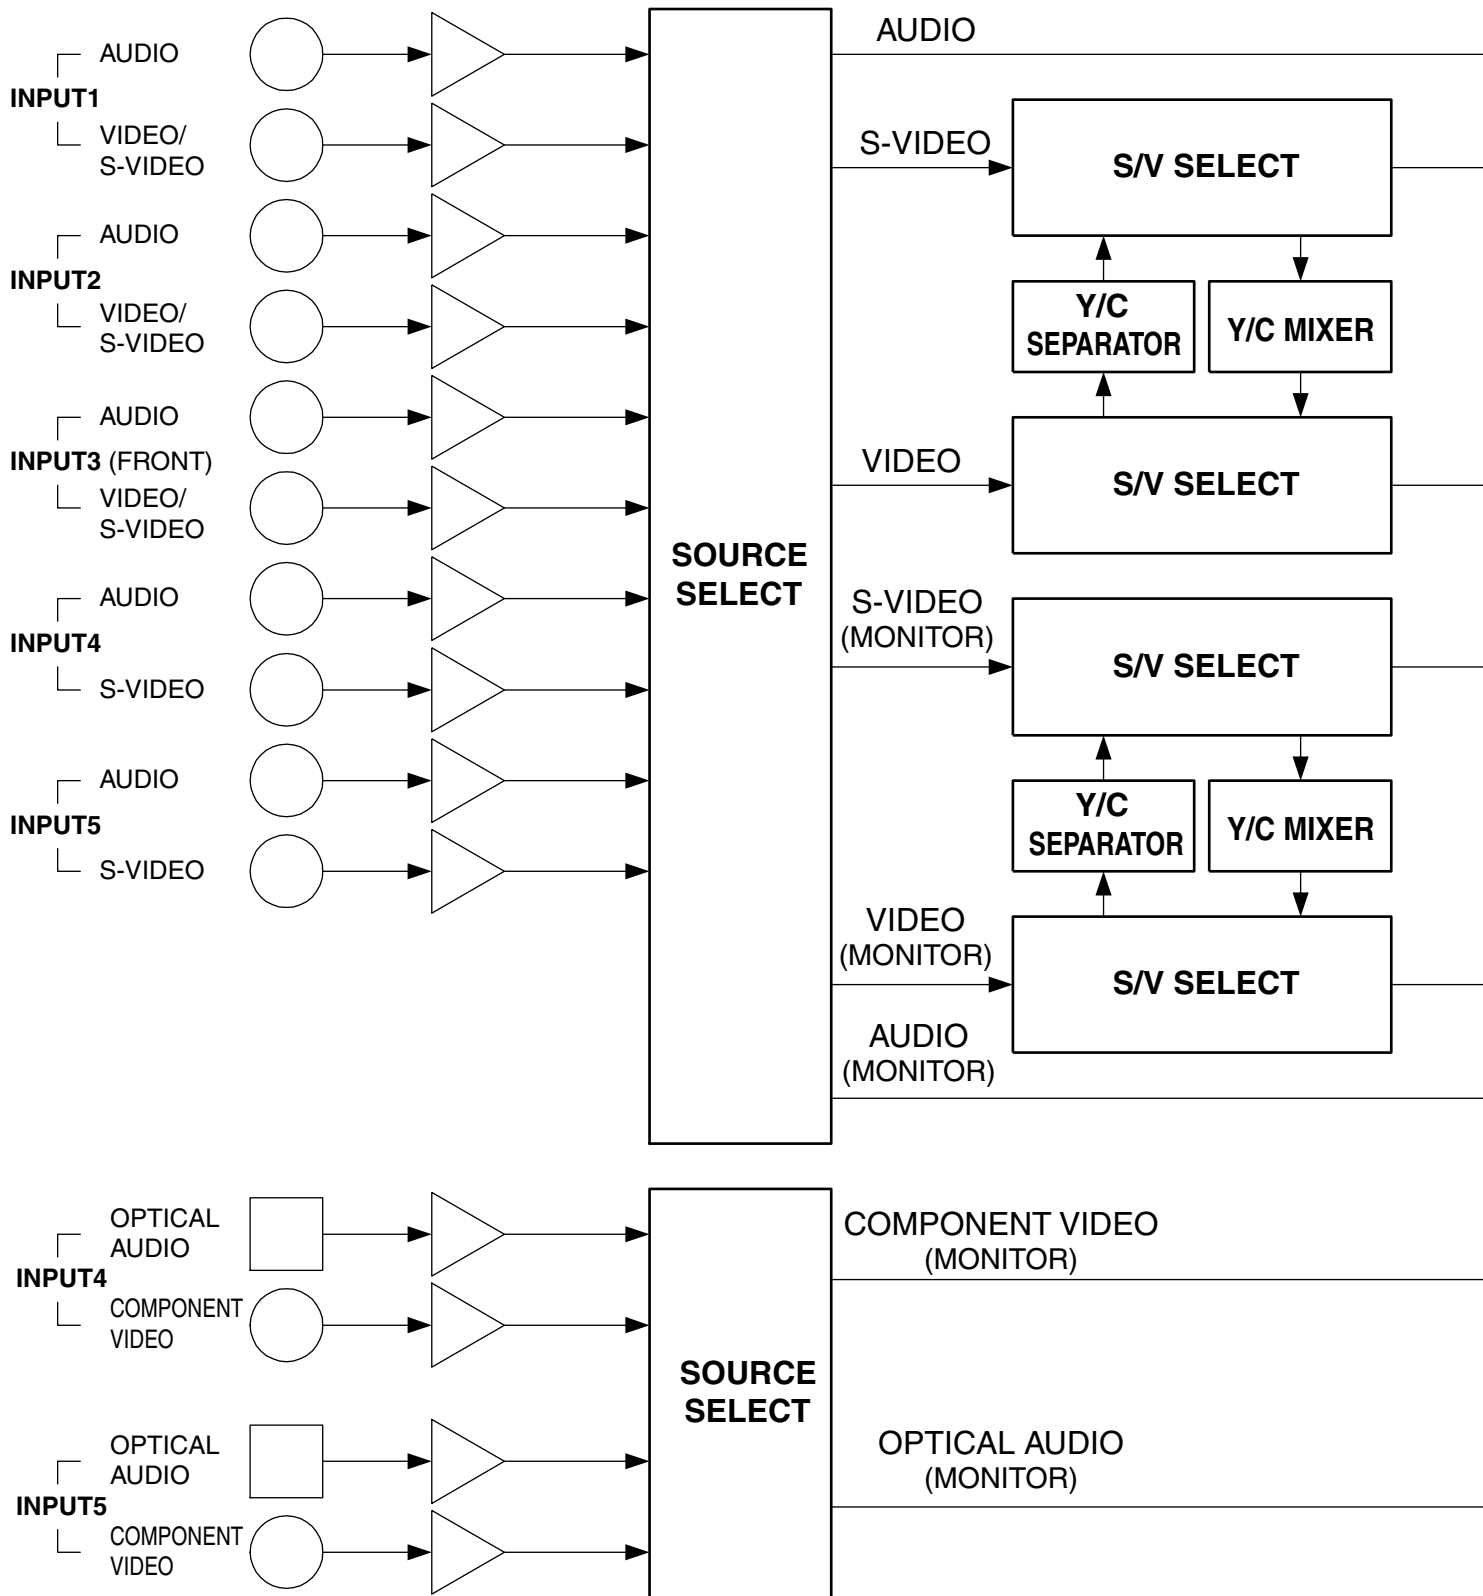 AUDIO
INPUT1
VIDEO/
S-VIDEO
AUDIO
INPUT2
VIDEO/
S-VIDEO
AUDIO
INPUT3 (FRONT)
VIDEO/
S-VIDEO
AUDIO
INPUT4
S-VIDEO
AUDIO
INPUT5
S-VIDEO
SOURCE
SELECT
AUDIO
S-VIDEO
S/V SELECT
Y/C
SEPARATOR
Y/C MIXER
VIDEO
S/V SELECT
S-VIDEO
(MONITOR)
S/V SELECT
Y/C
SEPARATOR
Y/C MIXER
VIDEO
(MONITOR)
S/V SELECT
AUDIO
(MONITOR)
OPTICAL
AUDIO
INPUT4
COMPONENT
VIDEO
OPTICAL
AUDIO
INPUT5
COMPONENT
VIDEO
SOURCE
SELECT
COMPONENT VIDEO
(MONITOR)
OPTICAL AUDIO
(MONITOR)